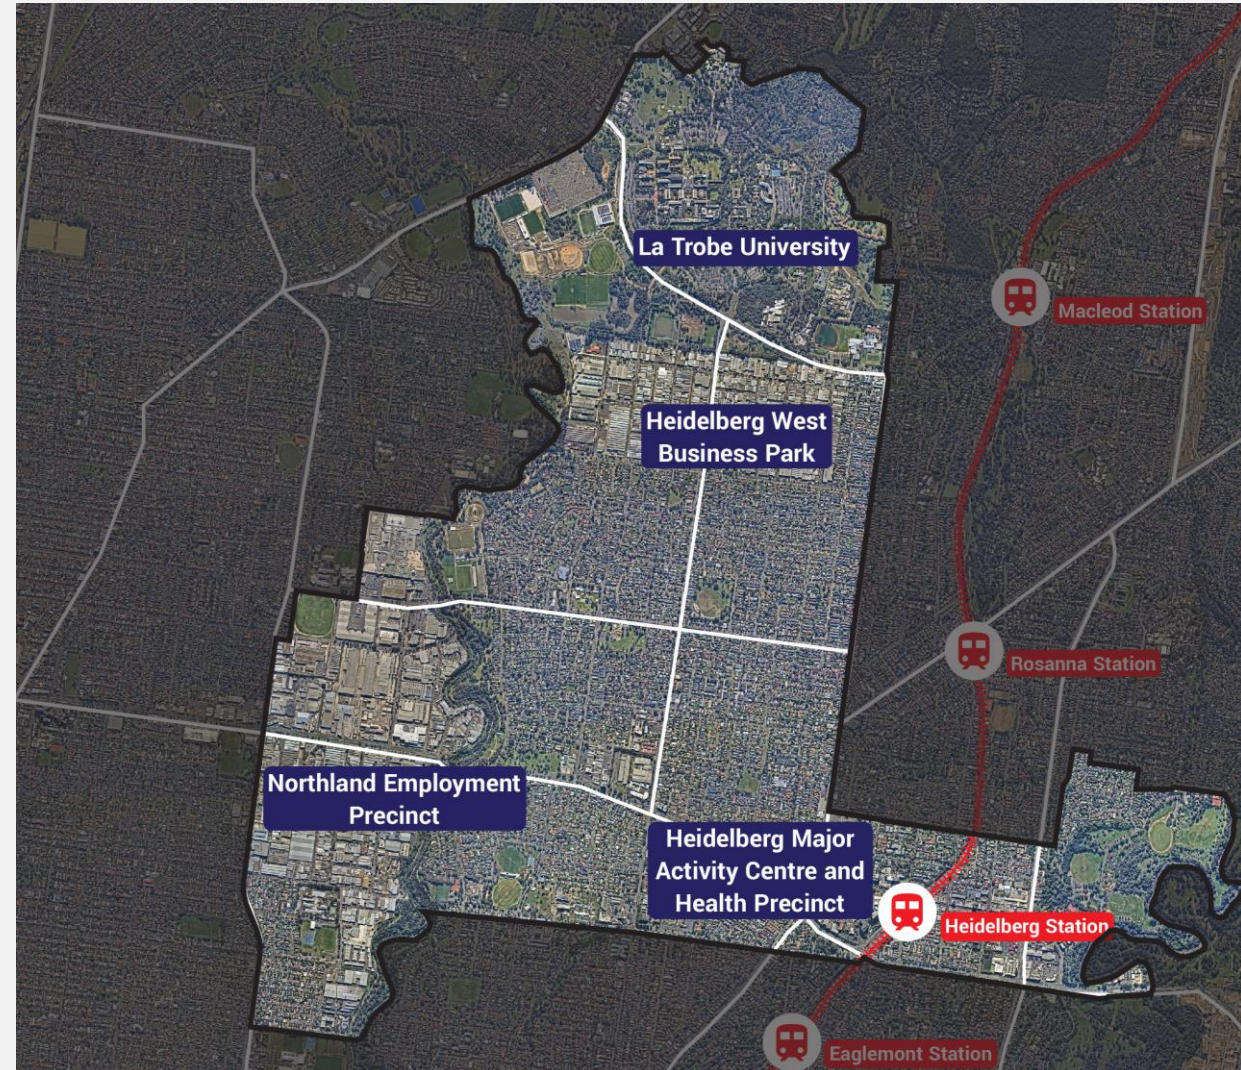 La Trobe University
Macleod Station
Heidelberg West
Business Park
Rosanna Station
Northland Employment
Precinct
Heidelberg Major
Activity Centre and
Health Precinct
Heidelberg Station
Eaglemont Station